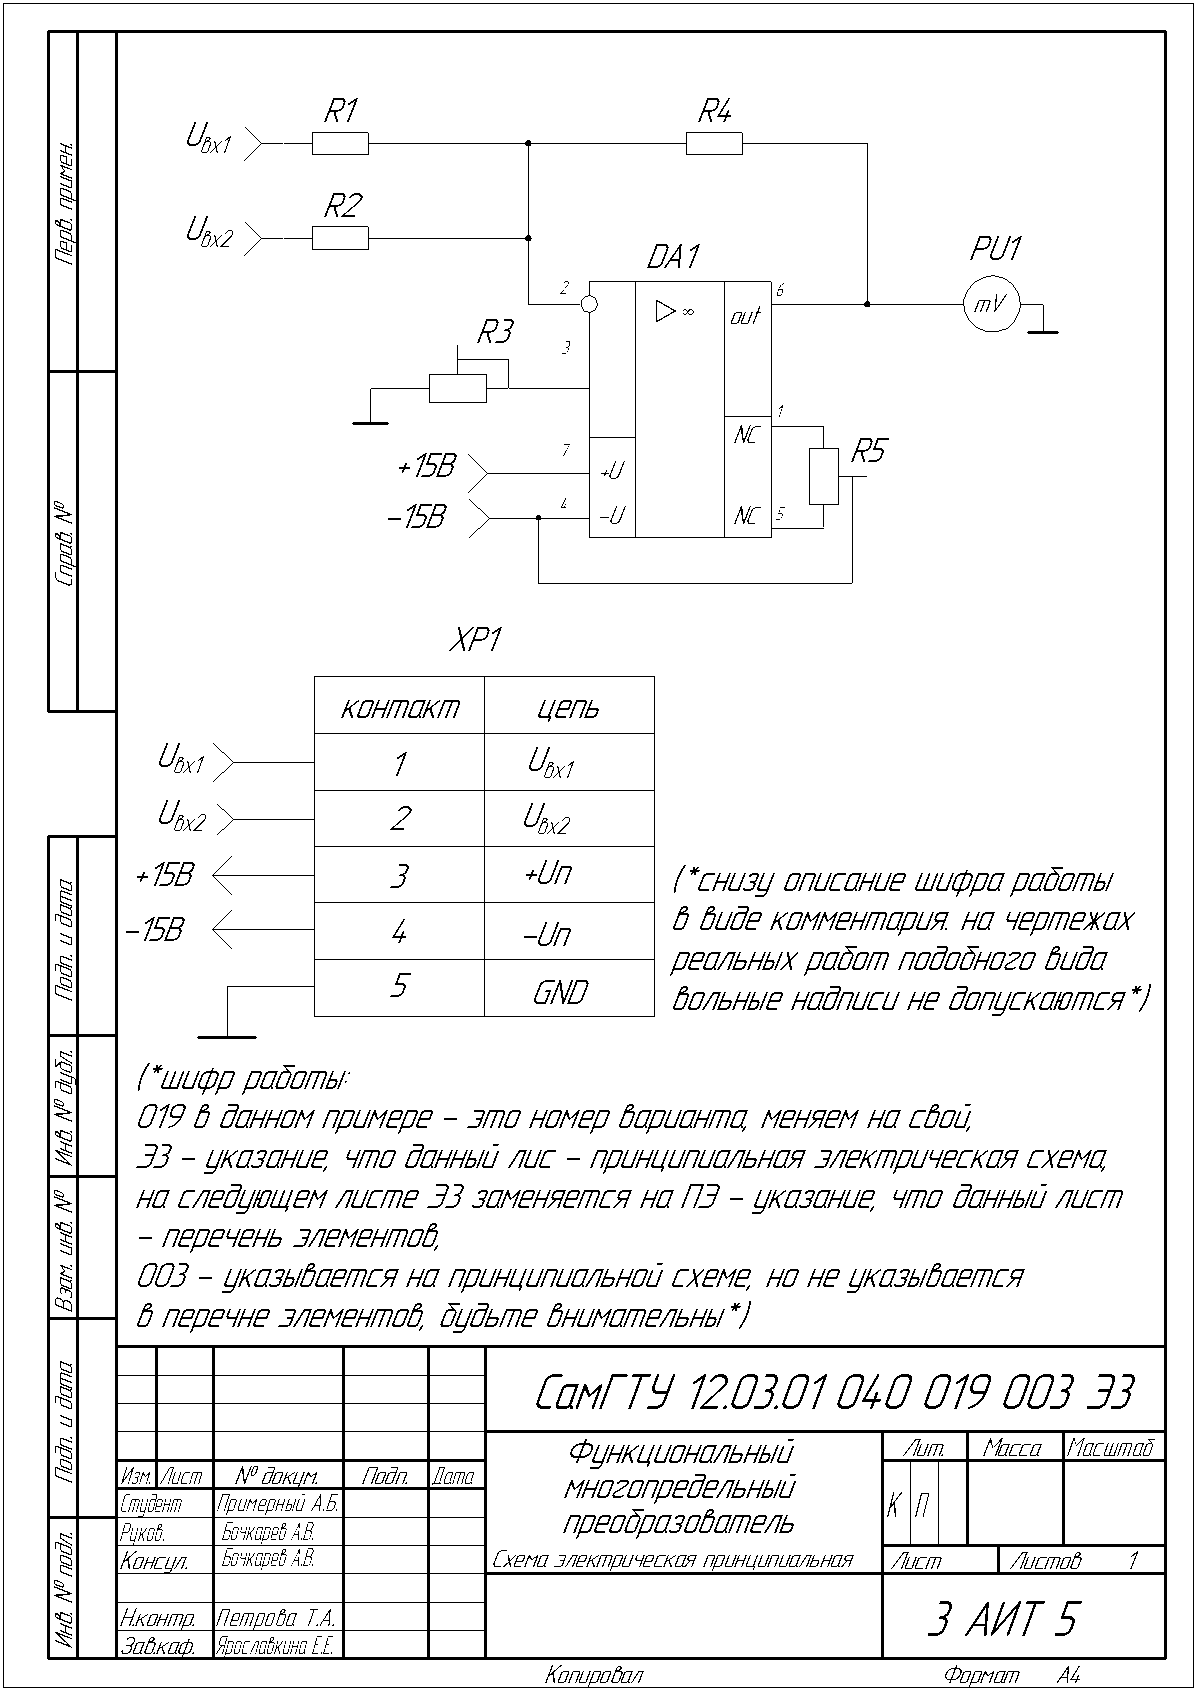 Перв. примен.
Справ. №
Подп. и дата
Инв. № дубл.
Взам. инв. №
Подп. и дата
Инв. № подл.
R1
R4
Uвх1
R2
Uвх2
DA1
PU1
2
6
▷ ∞
out
mV
R3
3
1
NC
R5
7
+15В
+U
4
-15В
-U
NC
5
XP1
контакт цепь
Uвх1 1 Uвх1
Uвх2 2 Uвх2
+15В 3 +Uп
-15В 4 -Uп
5 GND
(*снизу описание шифра работы
в виде комментария. на чертежах
реальных работ подобного вида
вольные надписи не допускаются*)
(*шифр работы:
019 в данном примере – это номер варианта, меняем на свой,
Э3 – указание, что данный лис – принципиальная электрическая схема,
на следующем листе Э3 заменяется на ПЭ – указание, что данный лист
– перечень элементов,
003 – указывается на принципиальной схеме, но не указывается
в перечне элементов, будьте внимательны*)
СамГТУ 12.03.01 040 019 003 Э3
Функциональный
многопредельный
преобразователь
Схема электрическая принципиальная
Лит. Масса Масштаб
К П
Лист Листов 1
3 АИТ 5
Изм. Лист № докум. Подп. Дата
Студент Примерный А.Б.
Руков. Бочкарев А.В.
Консул. Бочкарев А.В.
Н.контр. Петрова Т.А.
Зав.каф. Ярославкина Е.Е.
Копировал
Формат A4